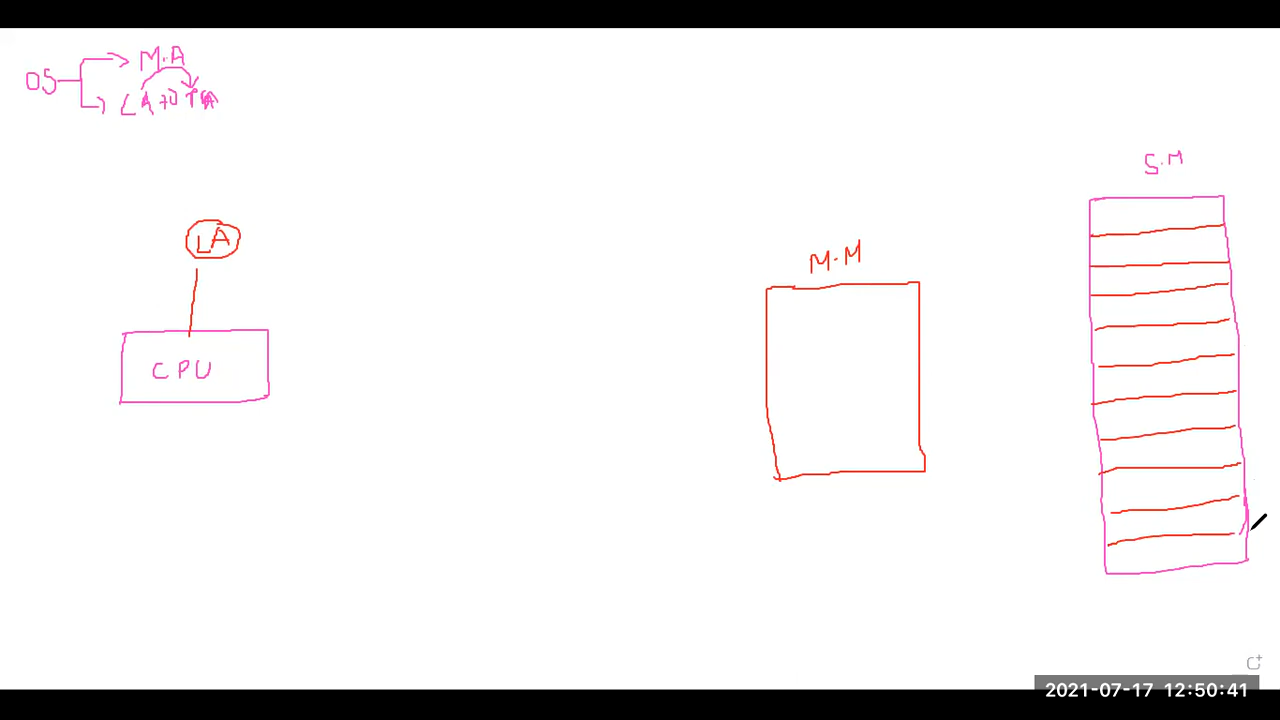 OS
M.A
LA to PA
S.M
LA
M.M
CPU
2021-07-17 12:50:41